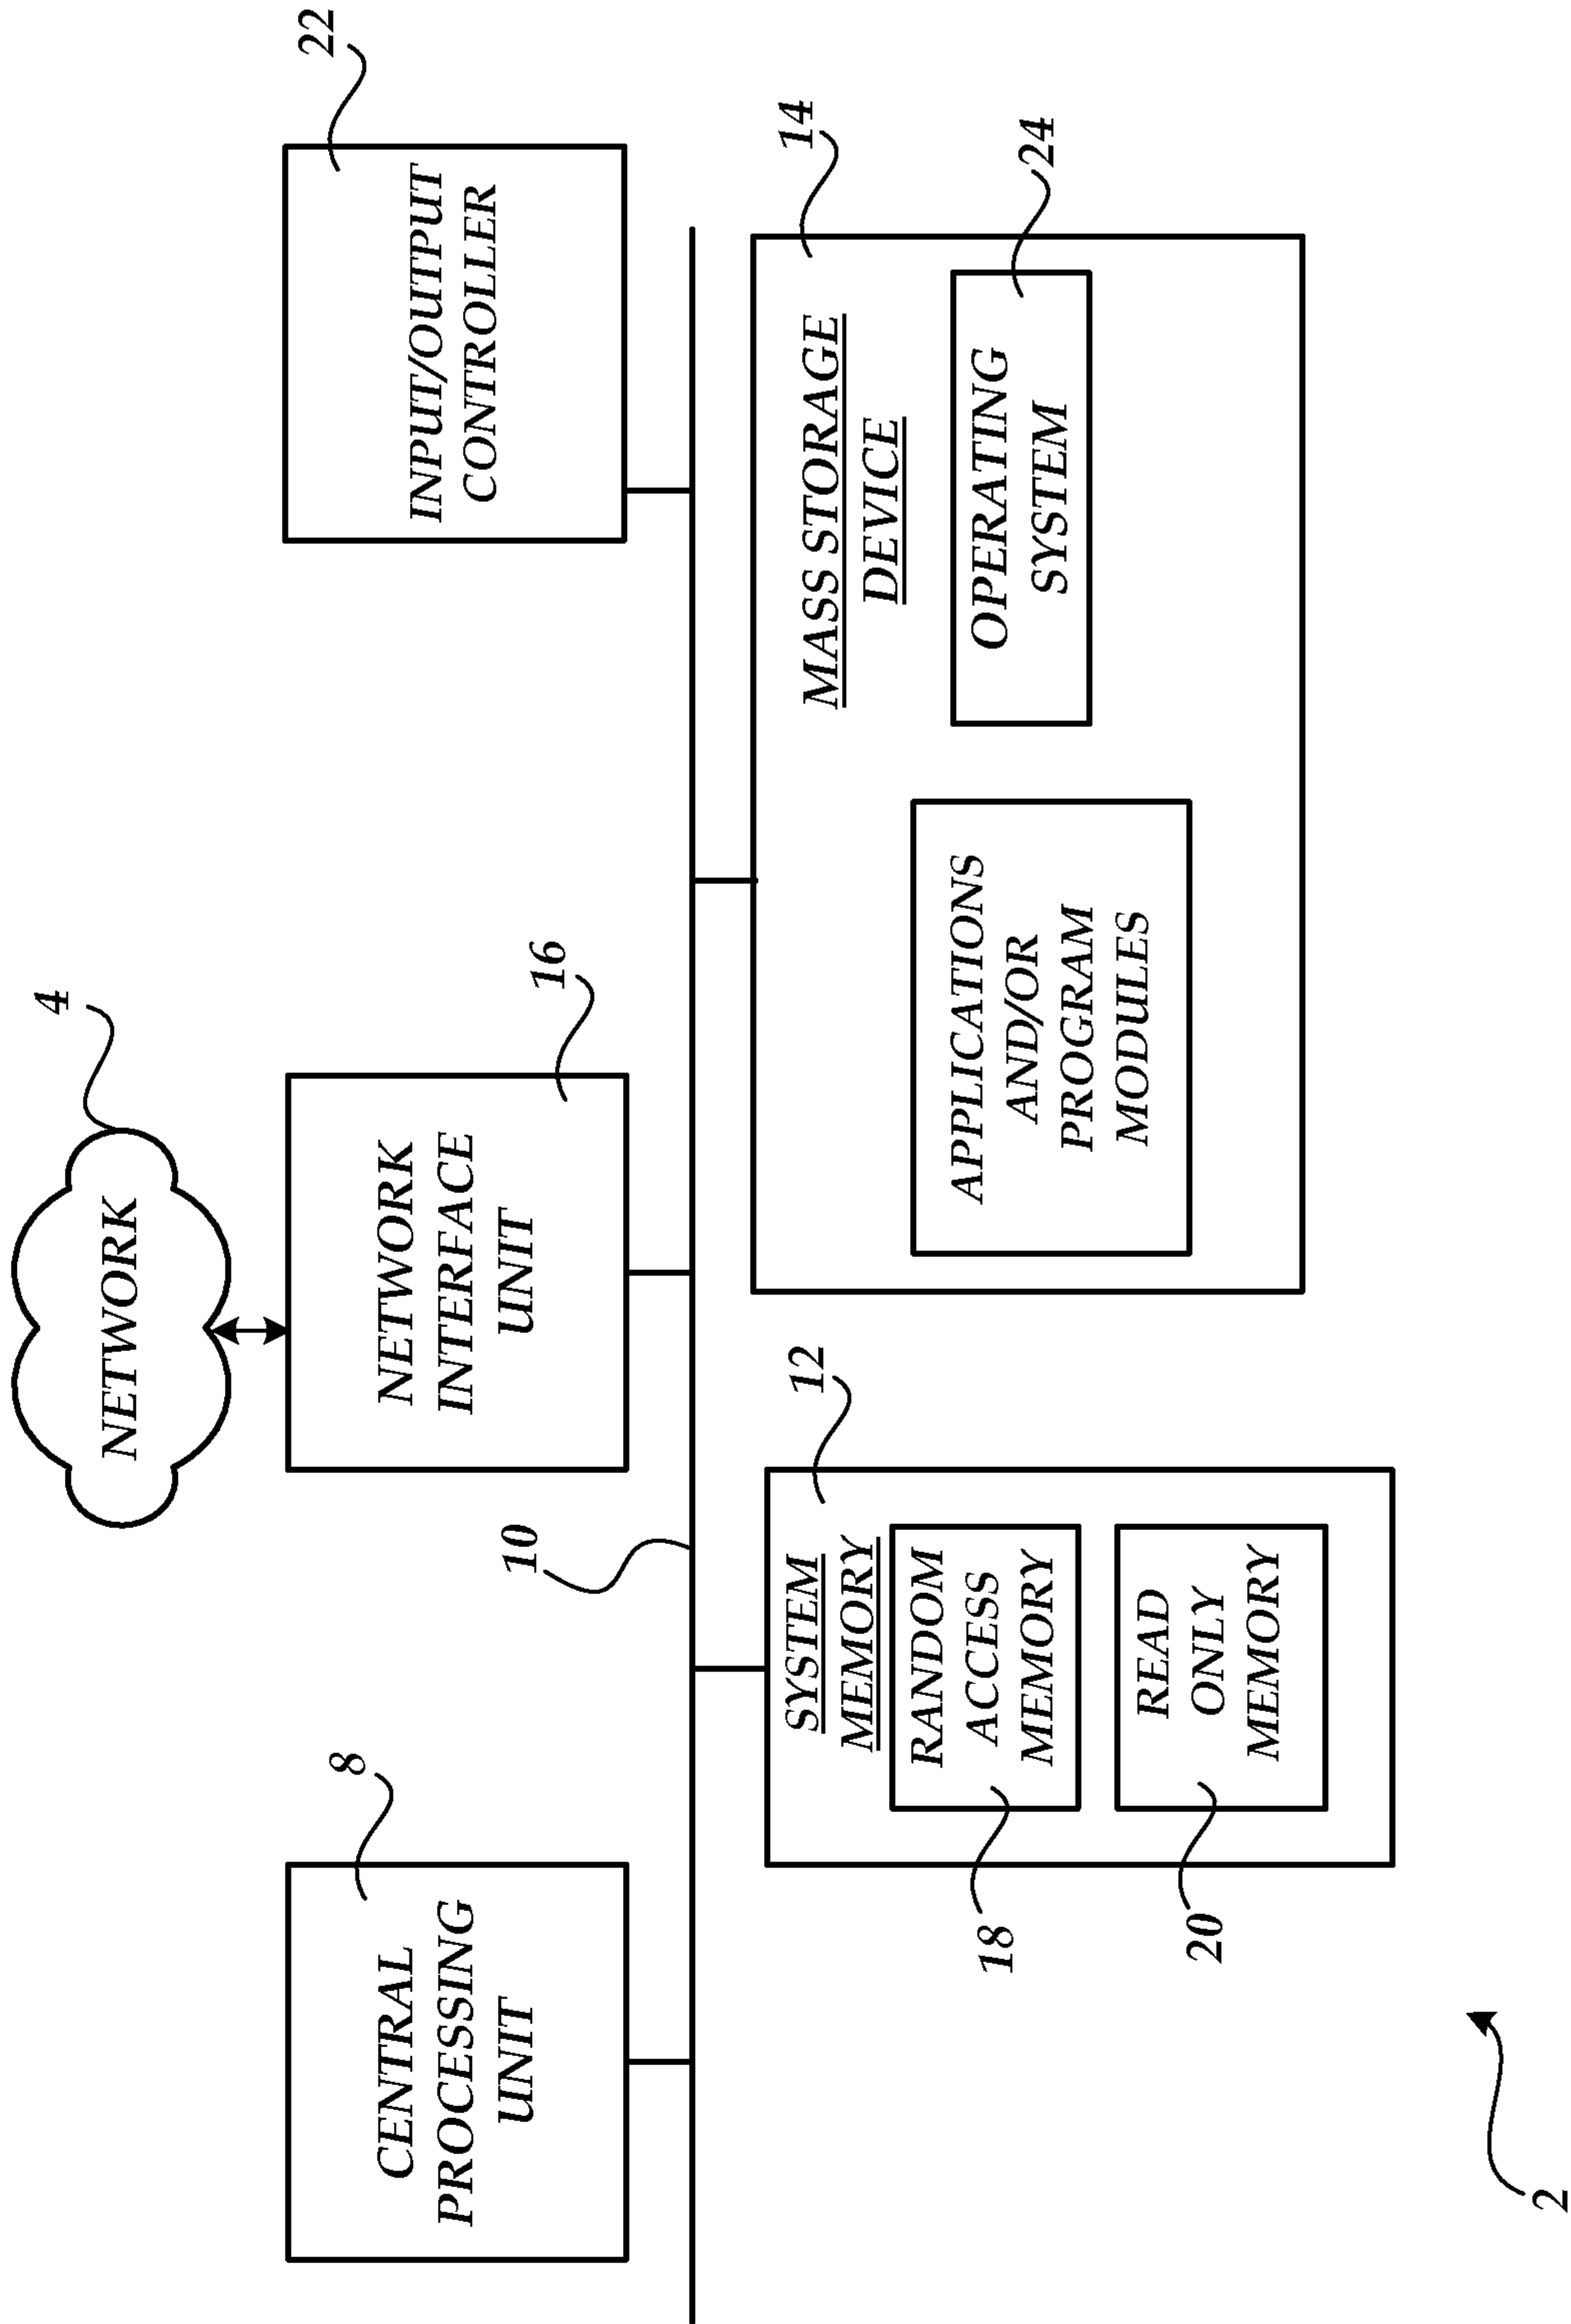 NETWORK
4
CENTRAL
PROCESSING
UNIT
8
NETWORK
INTERFACE
UNIT
16
INPUT/OUTPUT
CONTROLLER
22
10
SYSTEM
MEMORY
12
RANDOM
ACCESS
MEMORY
18
READ
ONLY
MEMORY
20
MASS STORAGE
DEVICE
14
APPLICATIONS
AND/OR
PROGRAM
MODULES
OPERATING
SYSTEM
24
2